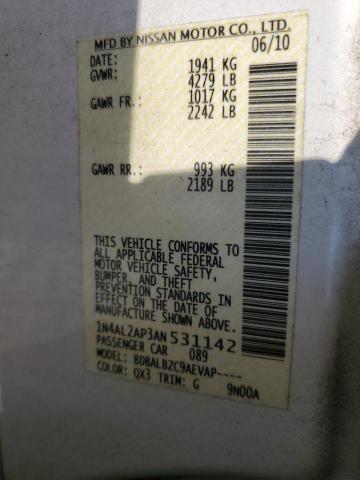 MFD BY NISSAN MOTOR CO., LTD.
DATE: 06/10
GVWR: 1941 KG
4279 LB
GAWR FR.: 1017 KG
2242 LB
GAWR RR.: 993 KG
2189 LB
THIS VEHICLE CONFORMS TO
ALL APPLICABLE FEDERAL
MOTOR VEHICLE SAFETY,
BUMPER, AND THEFT
PREVENTION STANDARDS IN
EFFECT ON THE DATE OF
MANUFACTURE SHOWN ABOVE.
1N4AL2AP3AN531142
PASSENGER CAR 089
MODEL: BDBALBZC9AEVAP----
COLOR: QX3 TRIM: G 9N00A